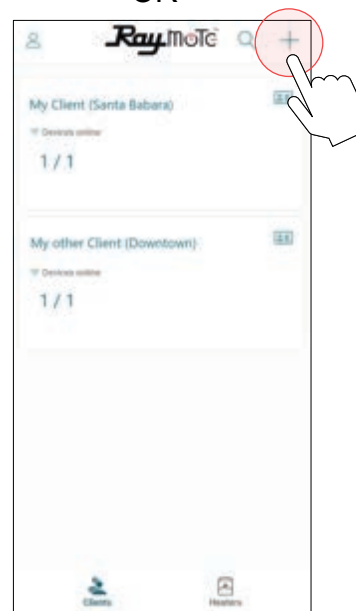 OR
RayMoTe
My Client (Santa Babara)
Devices online
1 / 1
My other Client (Downtown)
Devices online
1 / 1
Clients
Heaters